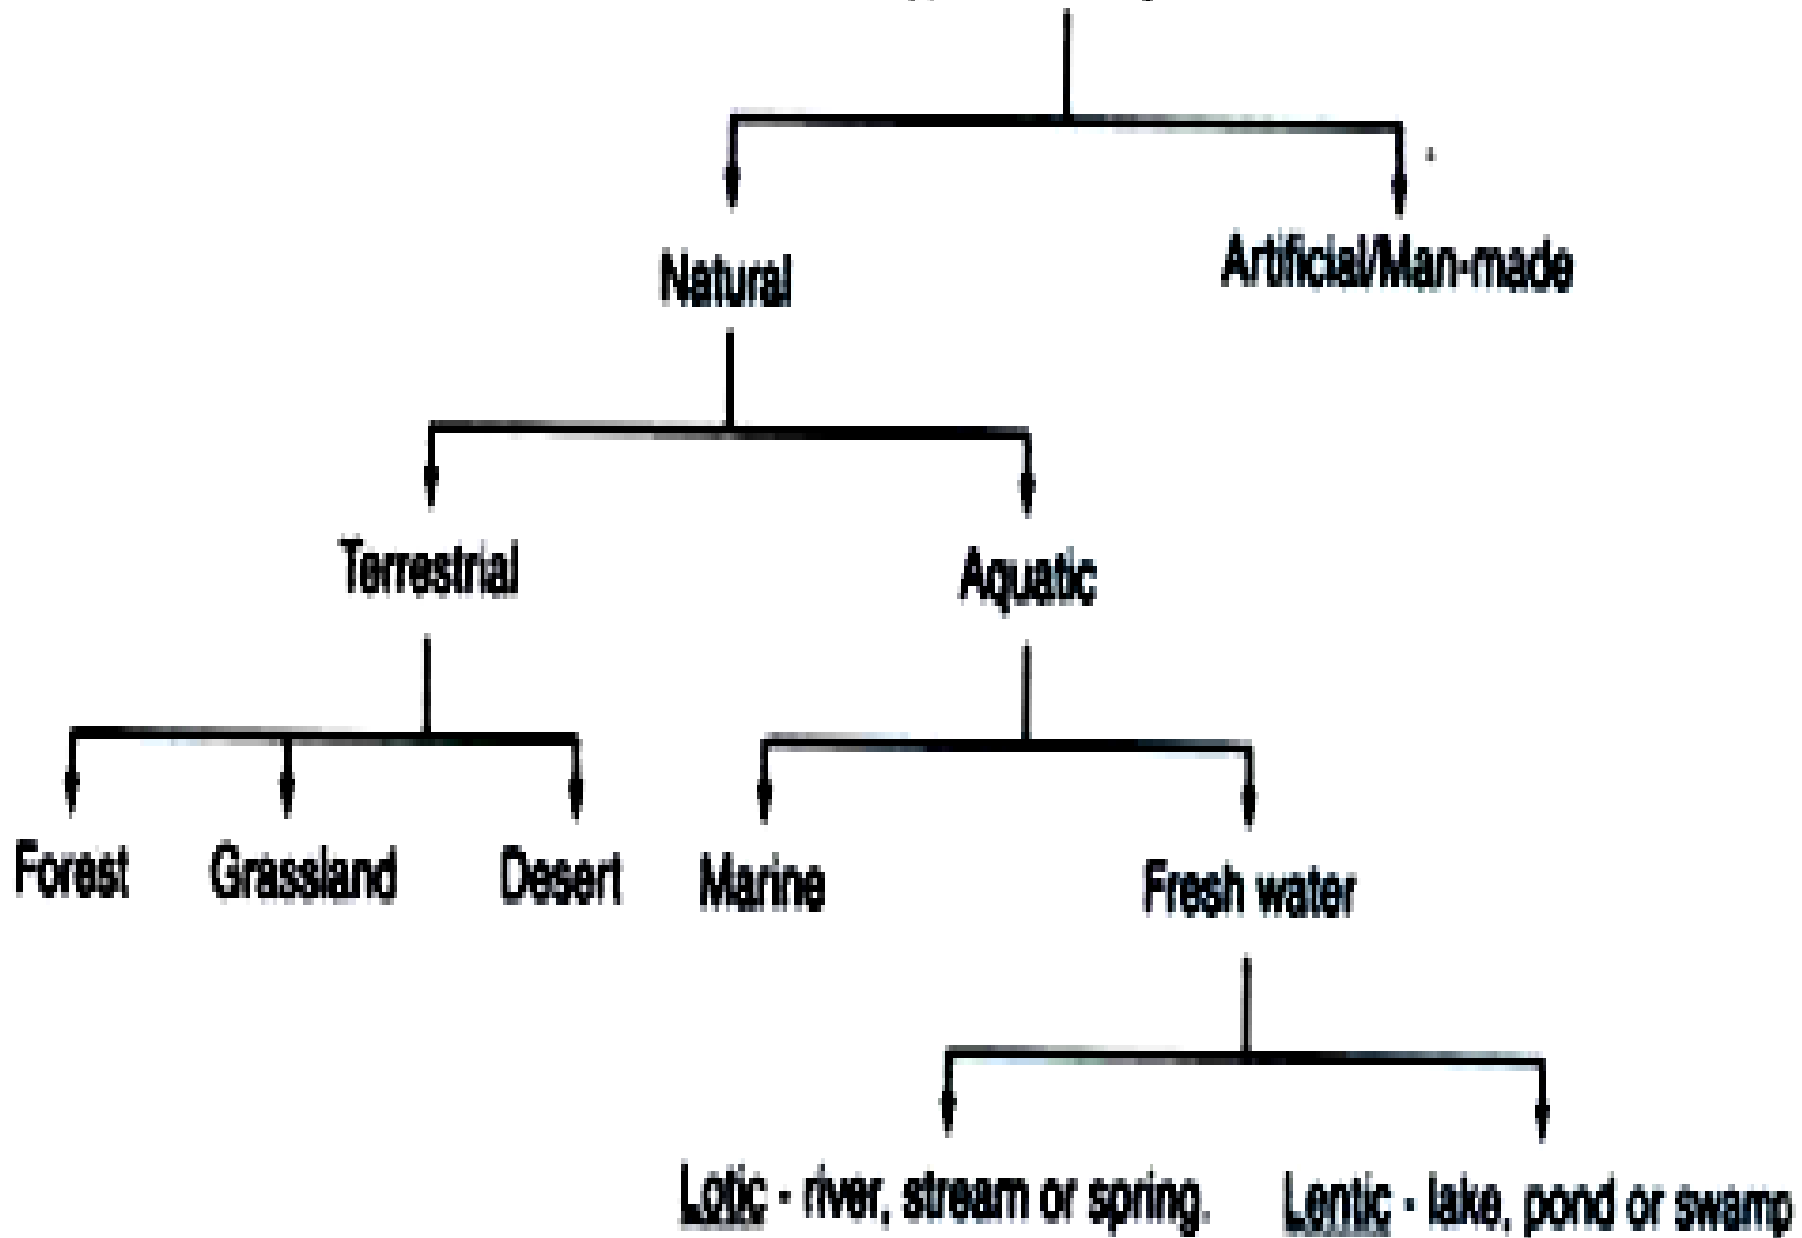 Natural
Artificial/Man-made
Terrestrial
Aquatic
Forest
Grassland
Desert
Marine
Fresh water
Lotic - river, stream or spring.
Lentic - lake, pond or swamp